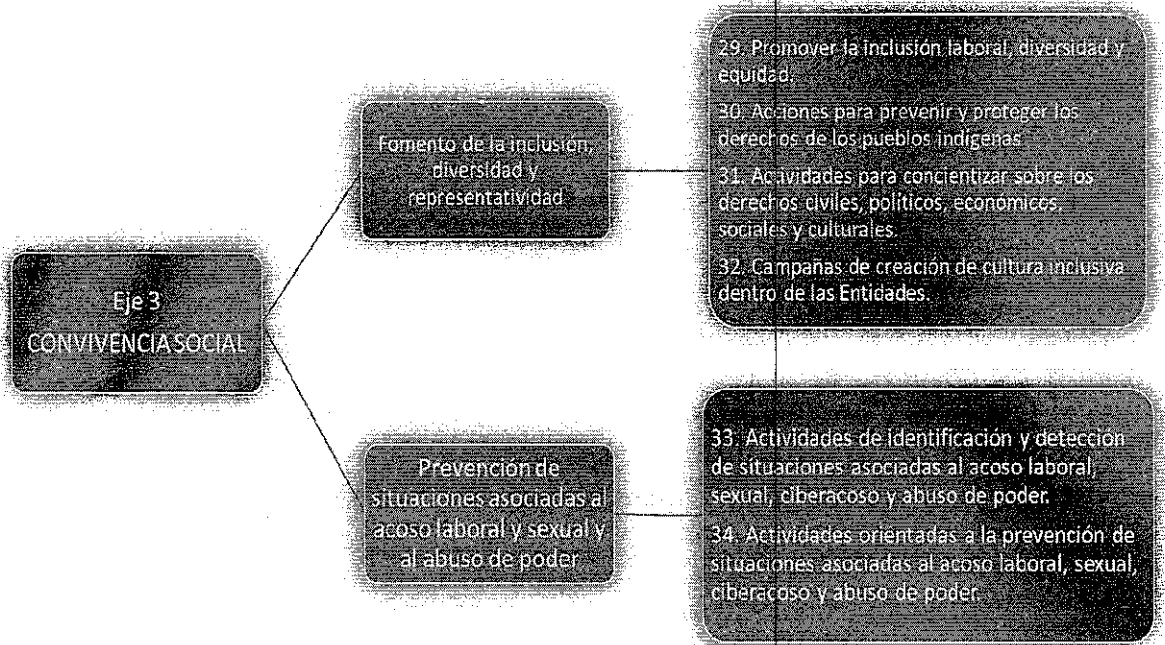 Eje 3
CONVIVENCIA SOCIAL
Fomento de la inclusión,
diversidad y
representatividad
29. Promover la inclusión laboral, diversidad y
equidad.
30. Acciones para prevenir y proteger los
derechos de los pueblos indígenas
31. Actividades para concientizar sobre los
derechos civiles, políticos, económicos,
sociales y culturales.
32. Campañas de creación de cultura inclusiva
dentro de las Entidades.
Prevención de
situaciones asociadas al
acoso laboral y sexual y
al abuso de poder
33. Actividades de identificación y detección
de situaciones asociadas al acoso laboral,
sexual, ciberacoso y abuso de poder.
34. Actividades orientadas a la prevención de
situaciones asociadas al acoso laboral, sexual,
ciberacoso y abuso de poder.